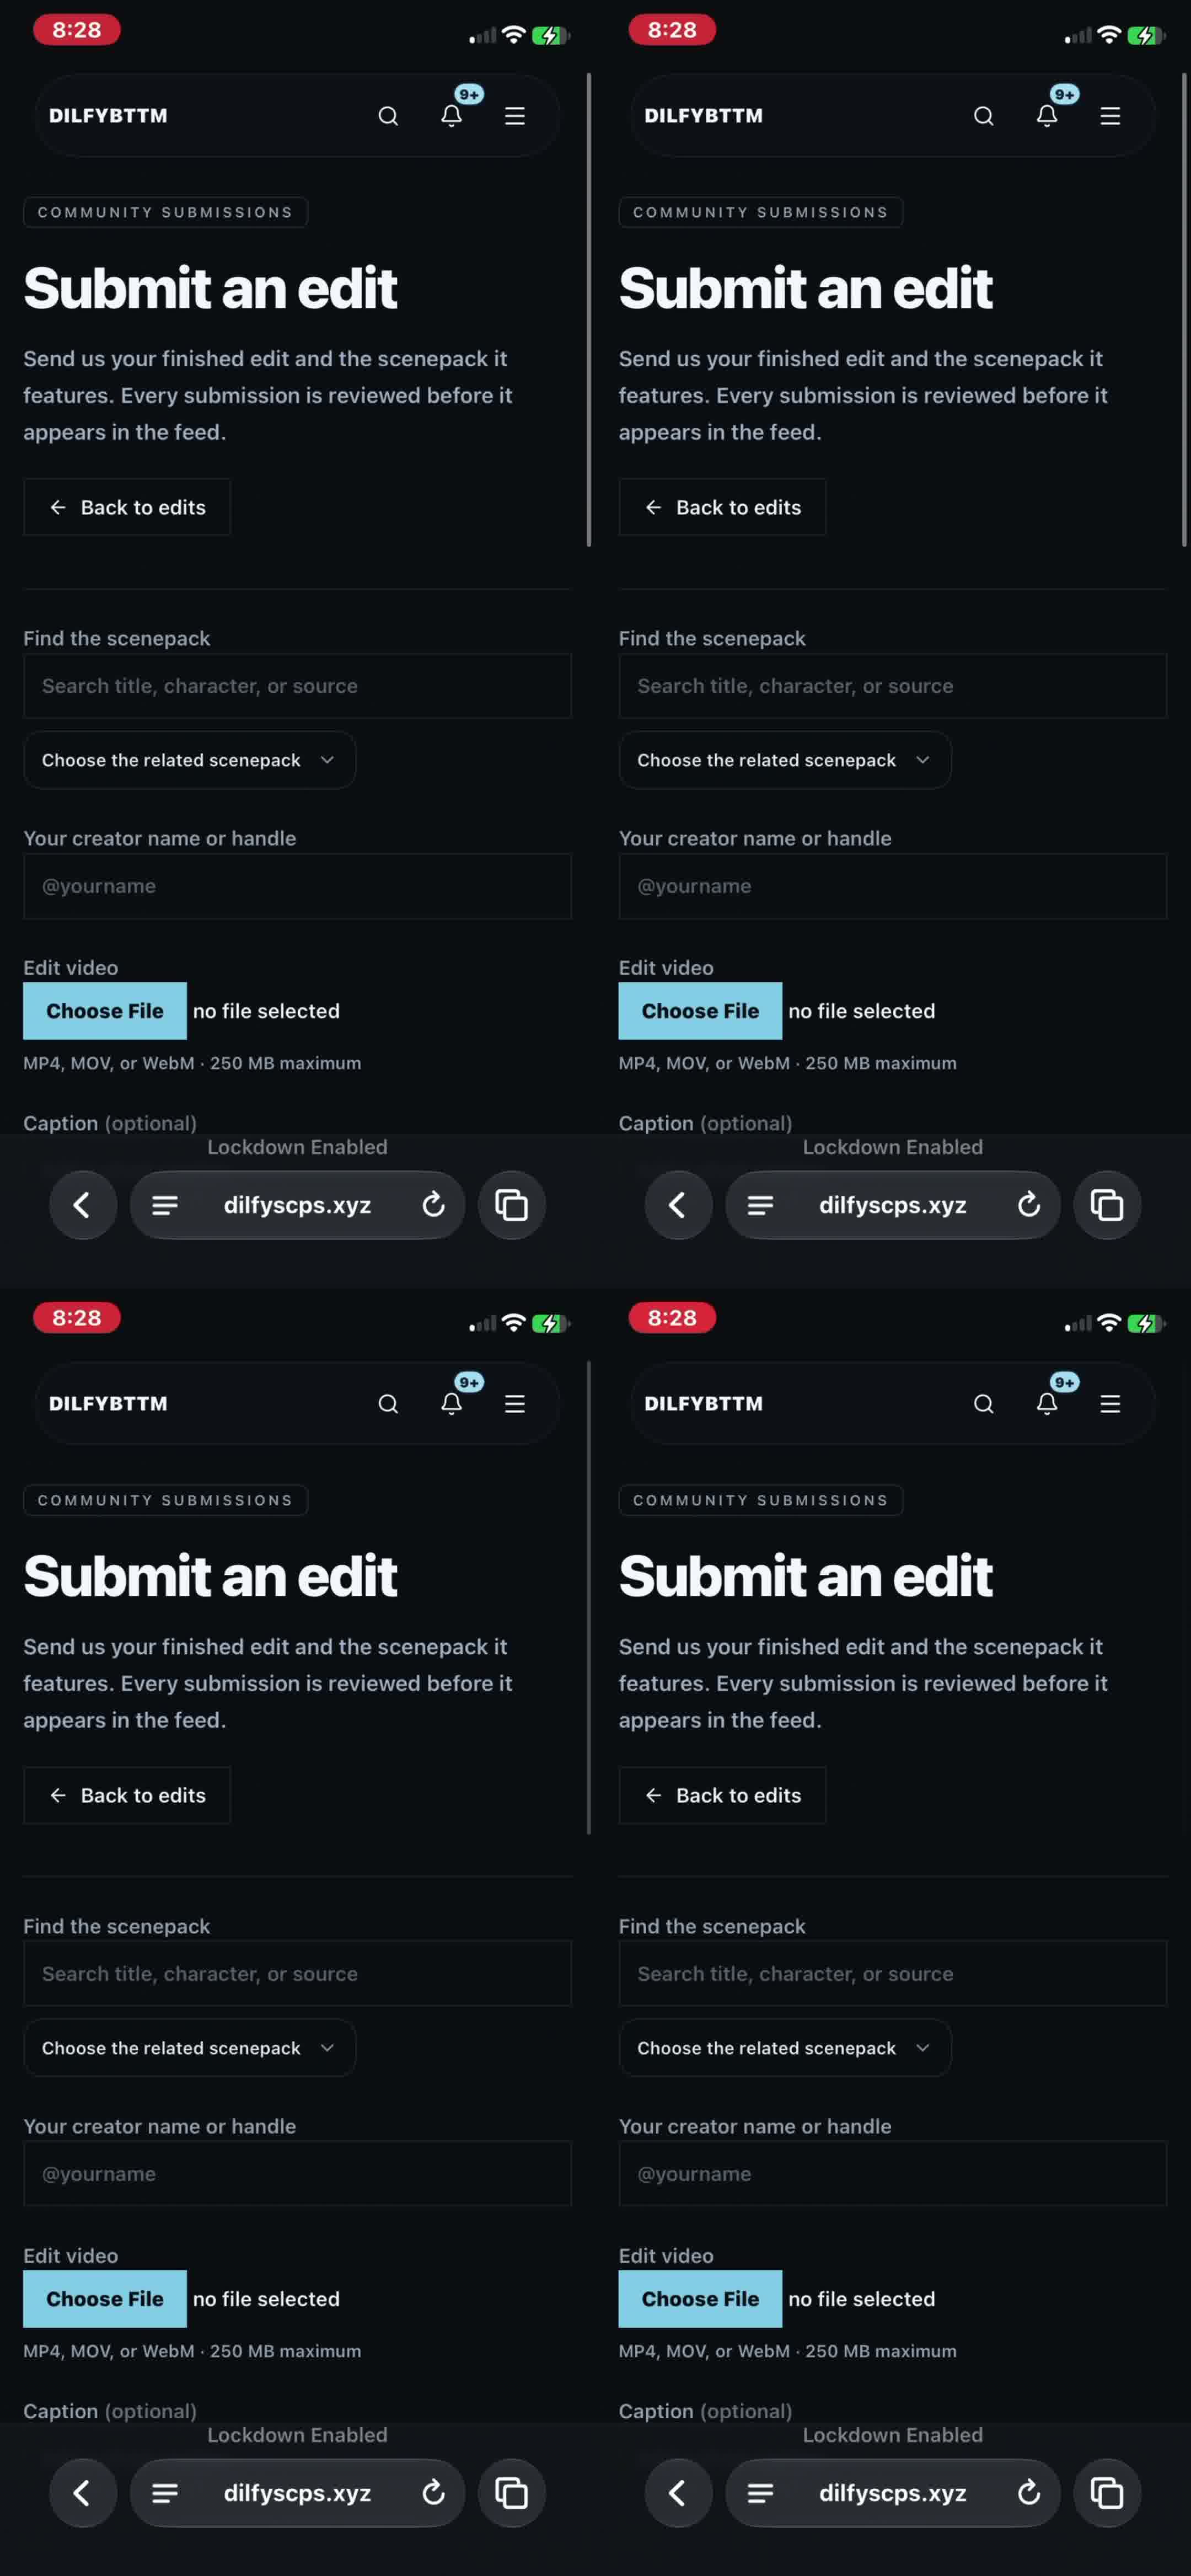 8:28
DILFYBTTM
9+
COMMUNITY SUBMISSIONS
Submit an edit
Send us your finished edit and the scenepack it
features. Every submission is reviewed before it
appears in the feed.
← Back to edits
Find the scenepack
Search title, character, or source
Choose the related scenepack
Your creator name or handle
@yourname
Edit video
Choose File no file selected
MP4, MOV, or WebM · 250 MB maximum
Caption (optional)
Lockdown Enabled
dilfyscps.xyz
8:28
DILFYBTTM
9+
COMMUNITY SUBMISSIONS
Submit an edit
Send us your finished edit and the scenepack it
features. Every submission is reviewed before it
appears in the feed.
← Back to edits
Find the scenepack
Search title, character, or source
Choose the related scenepack
Your creator name or handle
@yourname
Edit video
Choose File no file selected
MP4, MOV, or WebM · 250 MB maximum
Caption (optional)
Lockdown Enabled
dilfyscps.xyz
8:28
DILFYBTTM
9+
COMMUNITY SUBMISSIONS
Submit an edit
Send us your finished edit and the scenepack it
features. Every submission is reviewed before it
appears in the feed.
← Back to edits
Find the scenepack
Search title, character, or source
Choose the related scenepack
Your creator name or handle
@yourname
Edit video
Choose File no file selected
MP4, MOV, or WebM · 250 MB maximum
Caption (optional)
Lockdown Enabled
dilfyscps.xyz
8:28
DILFYBTTM
9+
COMMUNITY SUBMISSIONS
Submit an edit
Send us your finished edit and the scenepack it
features. Every submission is reviewed before it
appears in the feed.
← Back to edits
Find the scenepack
Search title, character, or source
Choose the related scenepack
Your creator name or handle
@yourname
Edit video
Choose File no file selected
MP4, MOV, or WebM · 250 MB maximum
Caption (optional)
Lockdown Enabled
dilfyscps.xyz